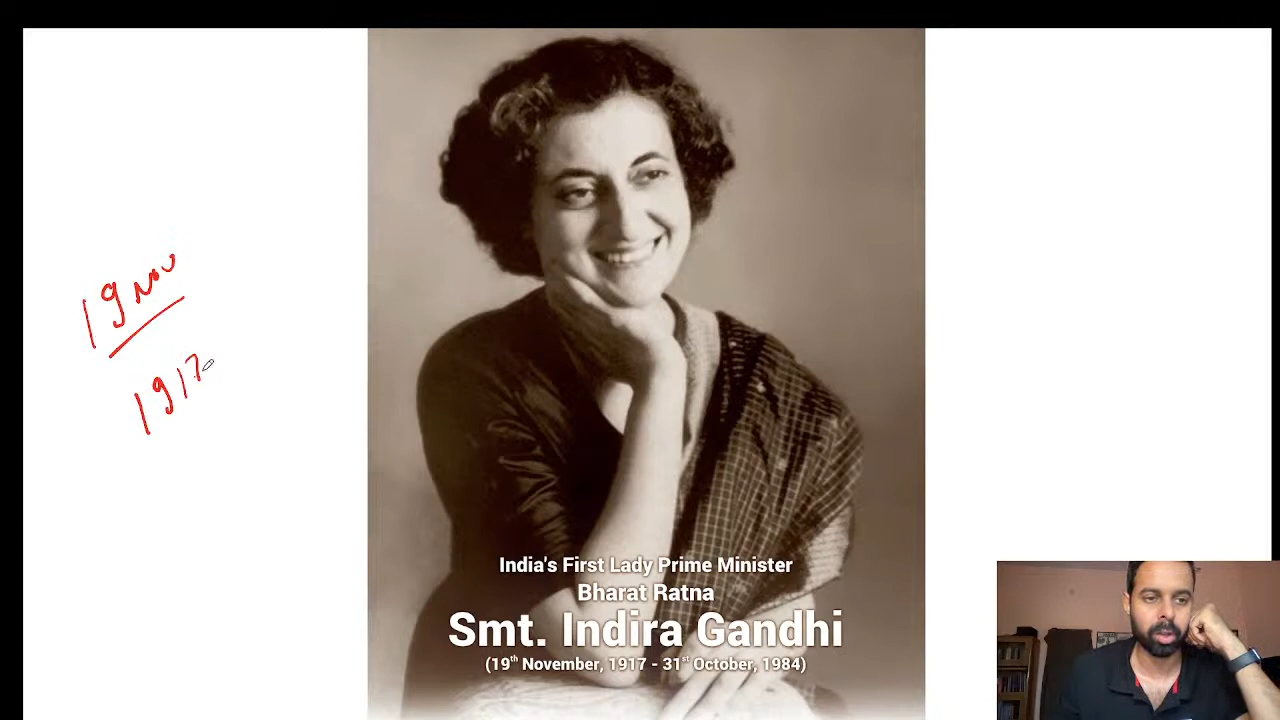 19 Nov
1917
India's First Lady Prime Minister
Bharat Ratna
Smt. Indira Gandhi
(19th November, 1917 - 31st October, 1984)